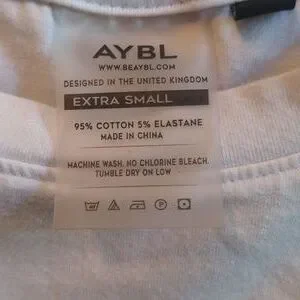 AYBL
WWW.BEAYBL.COM
DESIGNED IN THE UNITED KINGDOM
EXTRA SMALL
95% COTTON 5% ELASTANE
MADE IN CHINA
MACHINE WASH. NO CHLORINE BLEACH.
TUMBLE DRY ON LOW